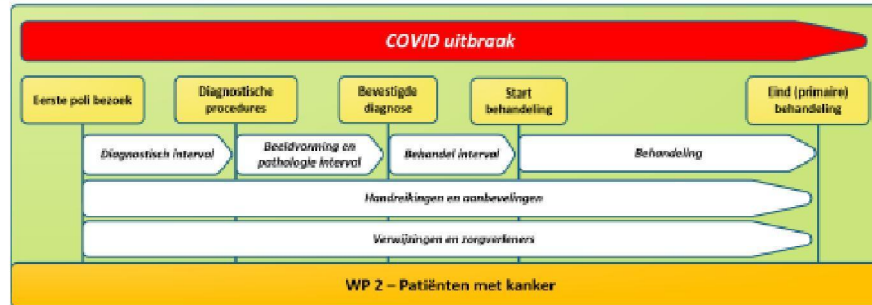 COVID uitbraak
Eerste poli bezoek
Diagnostische
procedures
Bevestigde
diagnose
Start
behandeling
Eind (primaire)
behandeling
Diagnostisch interval
Beeldvorming en
pathologie interval
Behandel interval
Behandeling
Handreikingen en aanbevelingen
Verwijzingen en zorgverleners
WP 2 – Patiënten met kanker